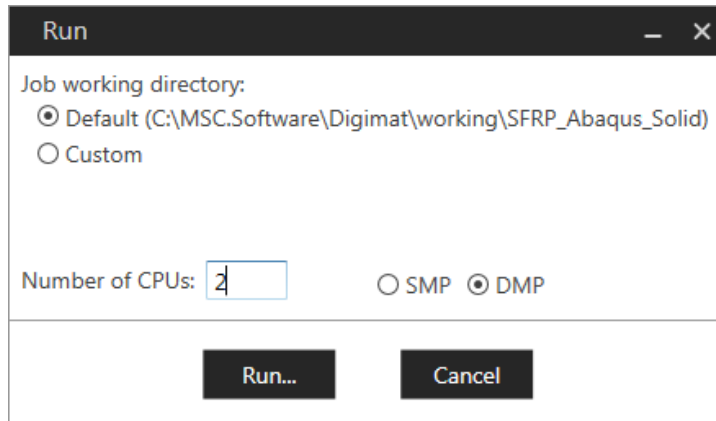 Run
Job working directory:
Default (C:\MSC.Software\Digimat\working\SFRP_Abaqus_Solid)
Custom
Number of CPUs: 2 SMP DMP
Run... Cancel